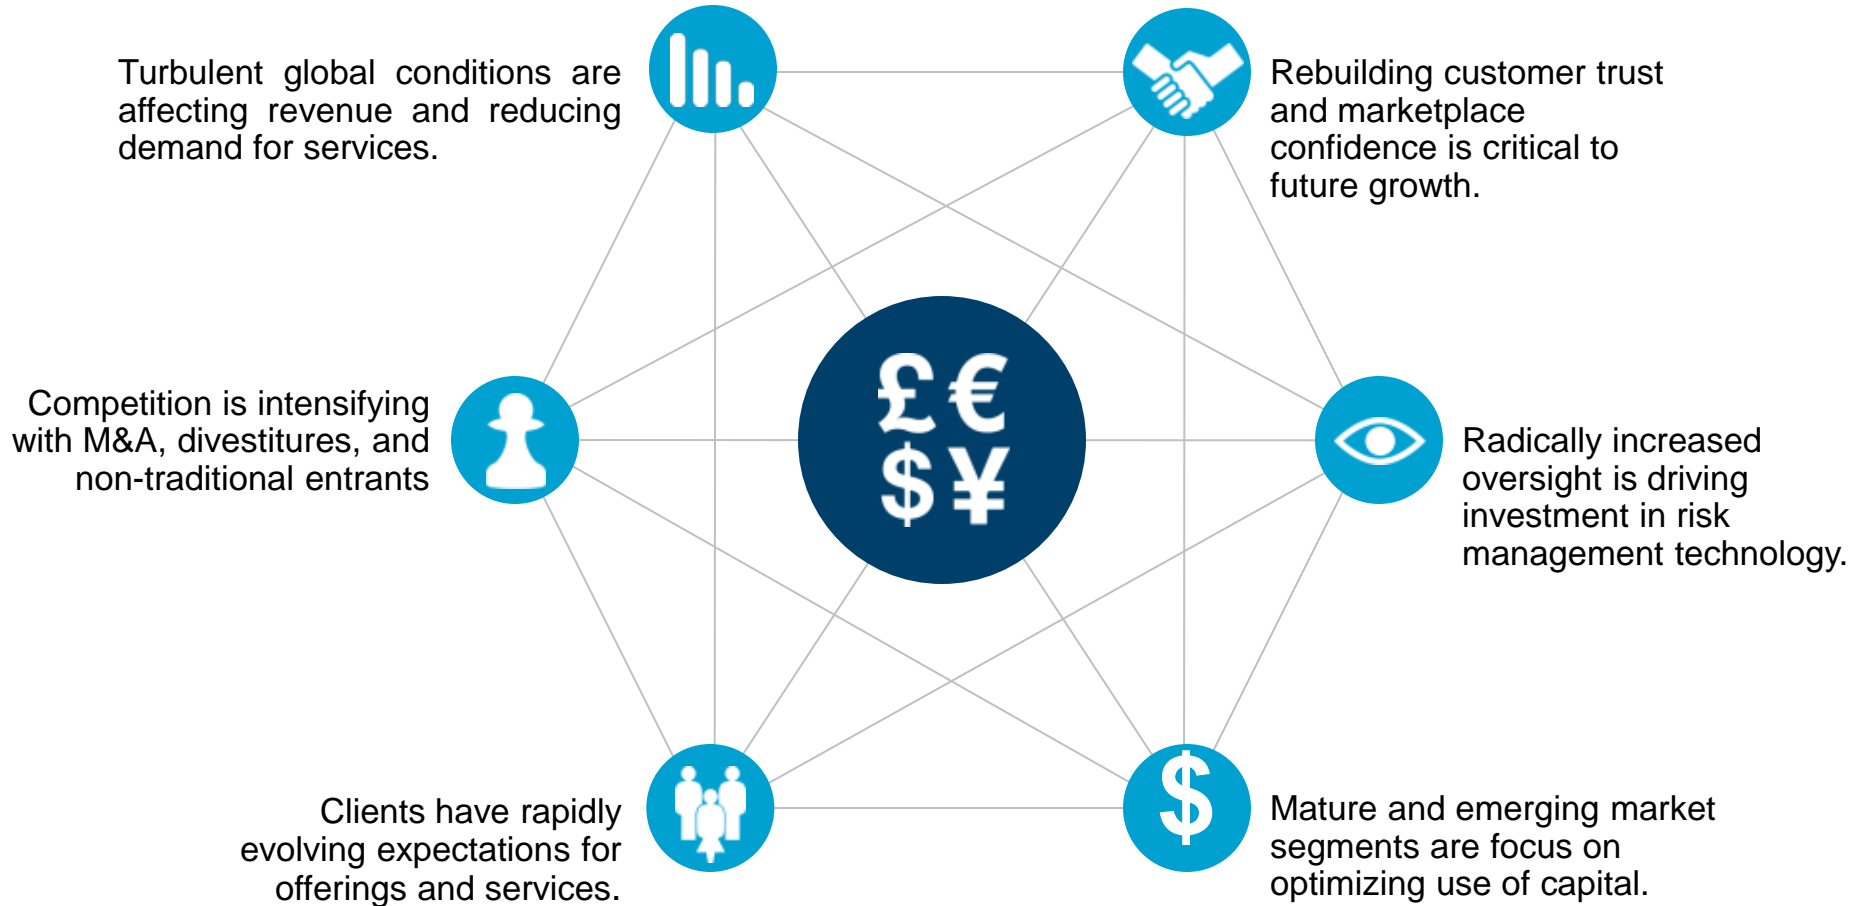 Turbulent global conditions are
affecting revenue and reducing
demand for services.
Rebuilding customer trust
and marketplace
confidence is critical to
future growth.
£ €
$ ¥
Competition is intensifying
with M&A, divestitures, and
non-traditional entrants
Radically increased
oversight is driving
investment in risk
management technology.
Clients have rapidly
evolving expectations for
offerings and services.
$
Mature and emerging market
segments are focus on
optimizing use of capital.